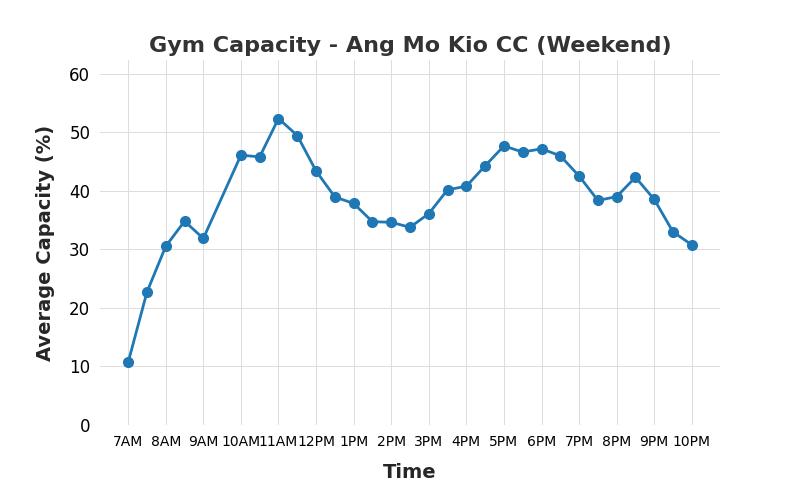 Gym Capacity - Ang Mo Kio CC (Weekend)
60
50
40
30
20
10
0
Average Capacity (%)
7AM 8AM 9AM 10AM 11AM 12PM 1PM 2PM 3PM 4PM 5PM 6PM 7PM 8PM 9PM 10PM
Time